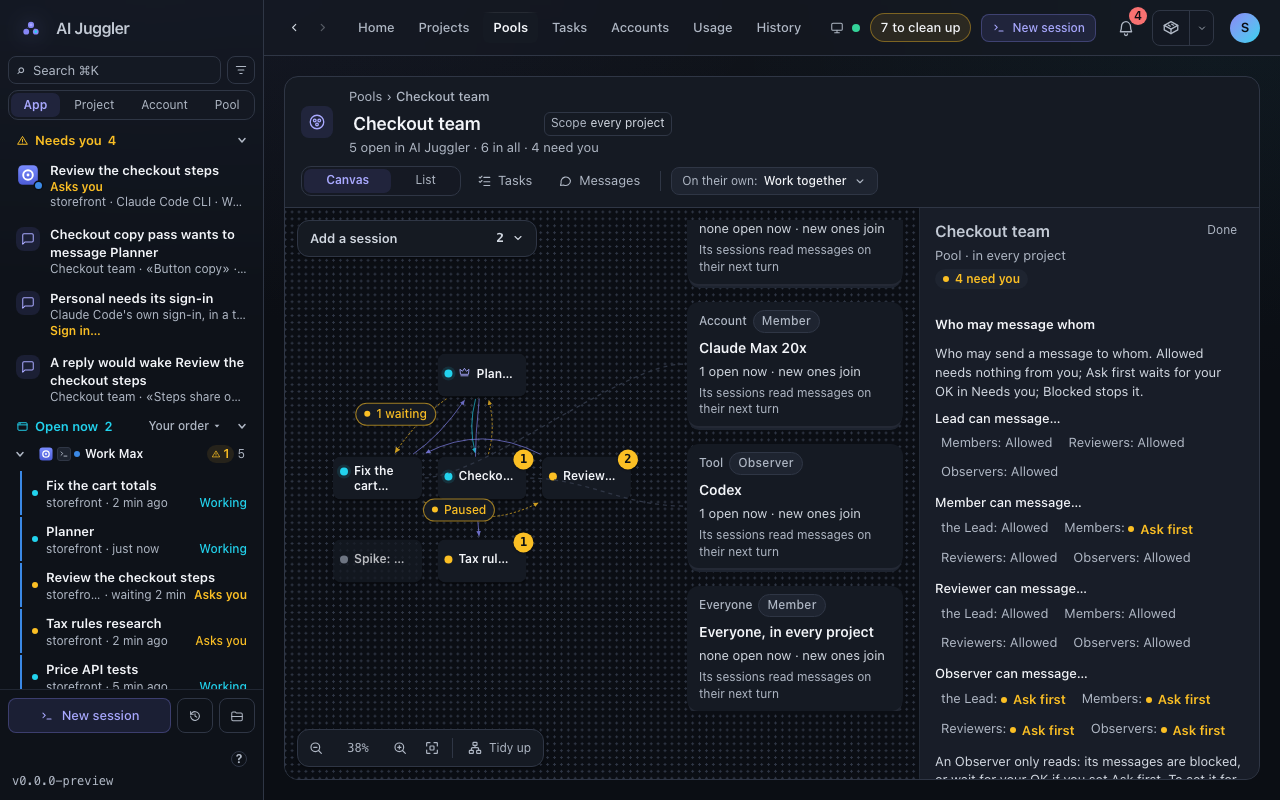 AI Juggler
Search ⌘K
App
Project
Account
Pool
Needs you 4
Review the checkout steps
Asks you
storefront · Claude Code CLI · W...
Checkout copy pass wants to
message Planner
Checkout team · «Button copy» ·...
Personal needs its sign-in
Claude Code's own sign-in, in a t...
Sign in...
A reply would wake Review the
checkout steps
Checkout team · «Steps share o...
Open now 2
Your order
Work Max
1
5
Fix the cart totals
storefront · 2 min ago
Working
Planner
storefront · just now
Working
Review the checkout steps
storefro... · waiting 2 min
Asks you
Tax rules research
storefront · 2 min ago
Asks you
Price API tests
storefront · 5 min ago
Working
New session
?
v0.0.0-preview
Home
Projects
Pools
Tasks
Accounts
Usage
History
7 to clean up
New session
4
S
Pools › Checkout team
Checkout team
Scope every project
5 open in AI Juggler · 6 in all · 4 need you
Canvas
List
Tasks
Messages
On their own: Work together
Add a session
2
Plan...
1 waiting
Fix the
cart...
Checko...
1
Review...
2
Paused
Spike: ...
Tax rul...
1
none open now · new ones join
Its sessions read messages on
their next turn
Account
Member
Claude Max 20x
1 open now · new ones join
Its sessions read messages on
their next turn
Tool
Observer
Codex
1 open now · new ones join
Its sessions read messages on
their next turn
Everyone
Member
Everyone, in every project
none open now · new ones join
Its sessions read messages on
their next turn
38%
Tidy up
Checkout team
Done
Pool · in every project
4 need you
Who may message whom
Who may send a message to whom. Allowed
needs nothing from you; Ask first waits for your
OK in Needs you; Blocked stops it.
Lead can message...
Members: Allowed
Reviewers: Allowed
Observers: Allowed
Member can message...
the Lead: Allowed
Members: Ask first
Reviewers: Allowed
Observers: Allowed
Reviewer can message...
the Lead: Allowed
Members: Allowed
Reviewers: Allowed
Observers: Allowed
Observer can message...
the Lead: Ask first
Members: Ask first
Reviewers: Ask first
Observers: Ask first
An Observer only reads: its messages are blocked,
or wait for your OK if you set Ask first. To set it for